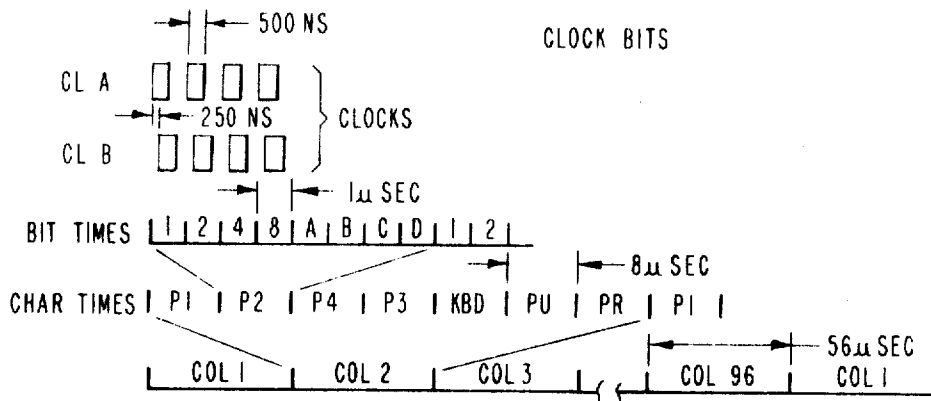 500 NS
CLOCK BITS
CL A
250 NS
CLOCKS
CL B
1μ SEC
BIT TIMES 1 2 4 8 A B C D 1 2
8μ SEC
CHAR TIMES P1 P2 P4 P3 KBD PU PR P1
56μ SEC
COL 1 COL 2 COL 3 COL 96 COL 1